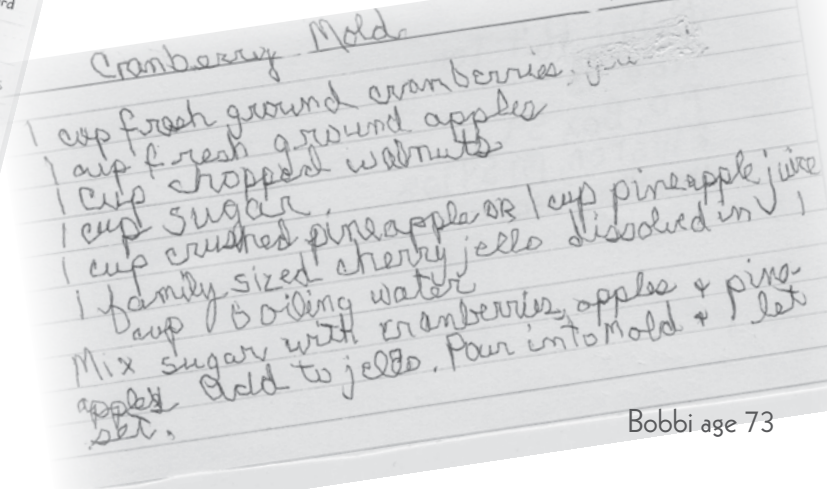 rd
Cranberry Mold
1 cup fresh ground cranberries,
1 cup fresh ground apples
1 cup chopped walnuts
1 cup sugar
1 cup crushed pineapple OR 1 cup pineapple juice
1 family sized cherry jello dissolved in 1
cup boiling water
Mix sugar with cranberries, apples & pine-
apples Add to jello. Pour into Mold & let
set.
Bobbi age 73